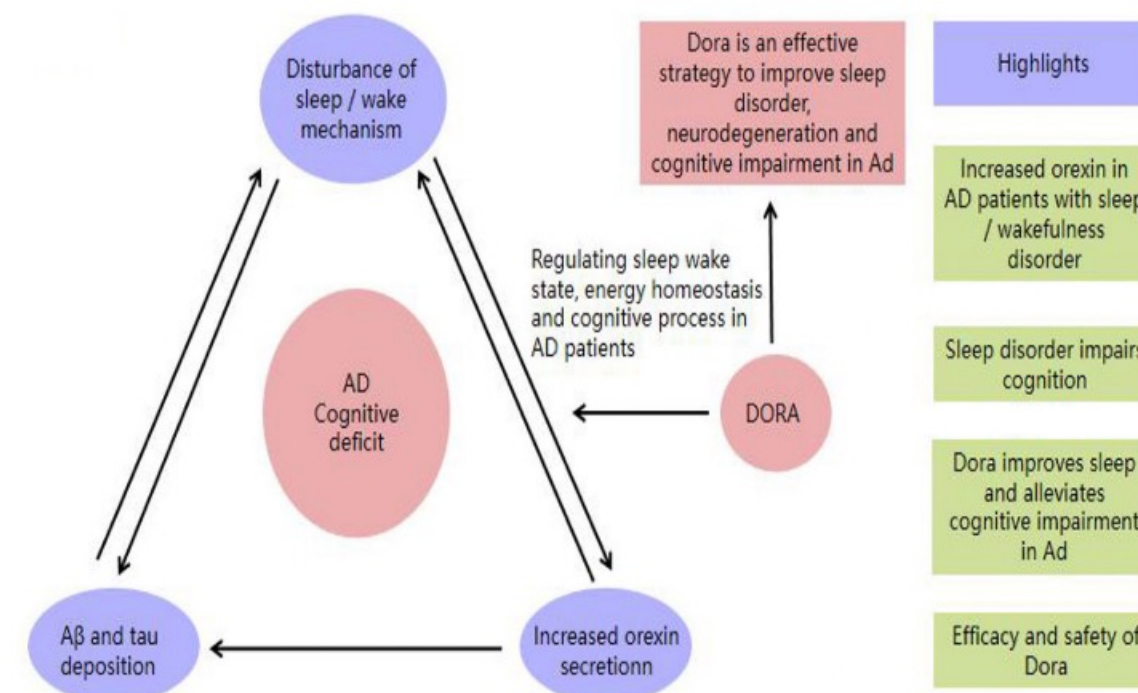 Disturbance of
sleep / wake
mechanism
Dora is an effective
strategy to improve sleep
disorder,
neurodegeneration and
cognitive impairment in Ad
Highlights
Increased orexin in
AD patients with sleep
/ wakefulness
disorder
Regulating sleep wake
state, energy homeostasis
and cognitive process in
AD patients
AD
Cognitive
deficit
DORA
Sleep disorder impairs
cognition
Dora improves sleep
and alleviates
cognitive impairment
in Ad
Aβ and tau
deposition
Increased orexin
secretionn
Efficacy and safety of
Dora